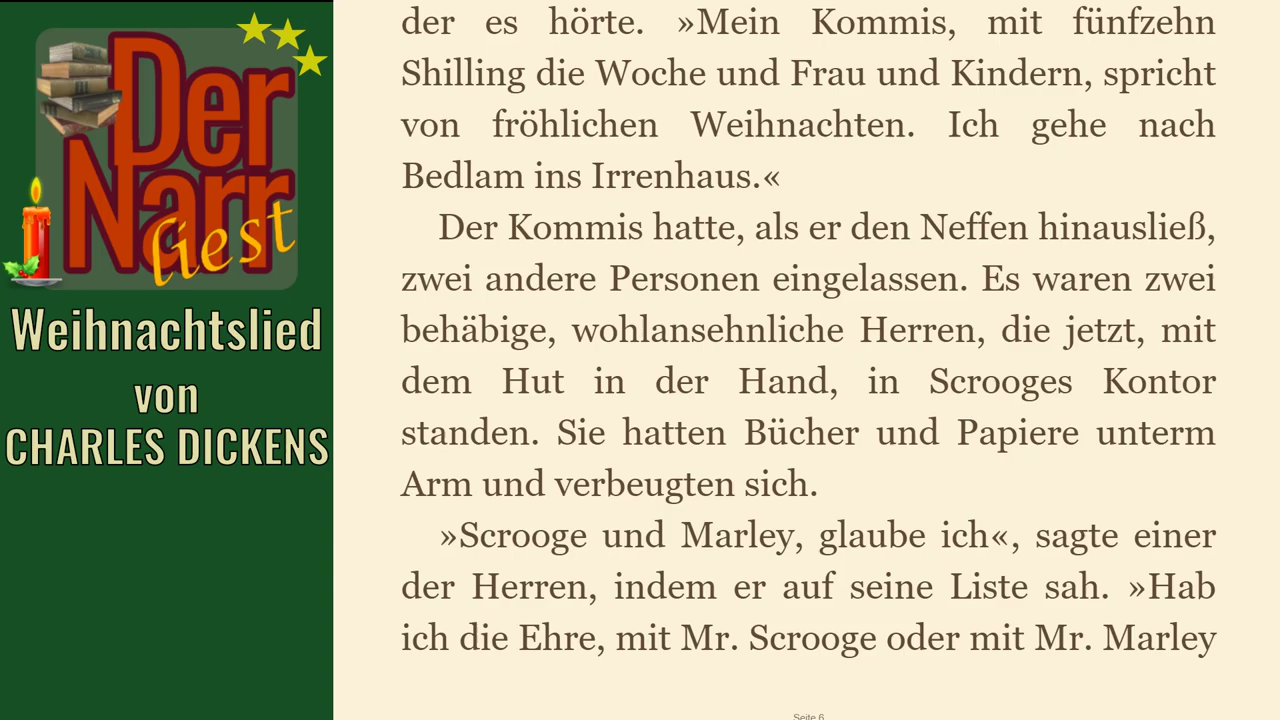 Der
Narr
liest
Weihnachtslied
von
CHARLES DICKENS
der es hörte. »Mein Kommis, mit fünfzehn
Shilling die Woche und Frau und Kindern, spricht
von fröhlichen Weihnachten. Ich gehe nach
Bedlam ins Irrenhaus.«
Der Kommis hatte, als er den Neffen hinausließ,
zwei andere Personen eingelassen. Es waren zwei
behäbige, wohlansehnliche Herren, die jetzt, mit
dem Hut in der Hand, in Scrooges Kontor
standen. Sie hatten Bücher und Papiere unterm
Arm und verbeugten sich.
»Scrooge und Marley, glaube ich«, sagte einer
der Herren, indem er auf seine Liste sah. »Hab
ich die Ehre, mit Mr. Scrooge oder mit Mr. Marley
Seite 6